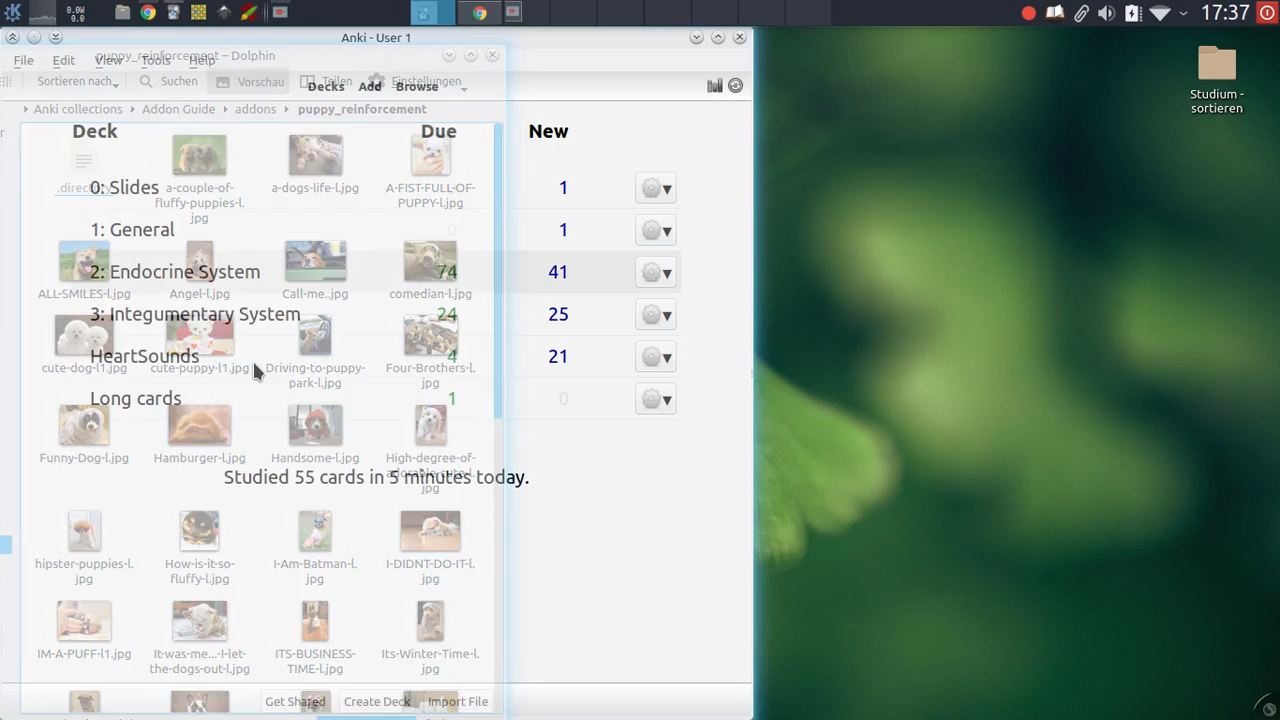 0.0W
0.0W
17:37
puppy_reinforcement – Dolphin
Anki - User 1
File Edit View Tools Help
Sortieren nach Suchen Vorschau Teilen Einstellungen
Decks Add Browse
Anki collections Addon Guide addons puppy_reinforcement
Deck Due New
0: Slides 1
1: General 0 1
2: Endocrine System 74 41
3: Integumentary System 24 25
HeartSounds 4 21
Long cards 1 0
Studied 55 cards in 5 minutes today.
.directory
a-couple-of-
fluffy-puppies-l.
jpg
a-dogs-life-l.jpg
A-FIST-FULL-OF-
PUPPY-l.jpg
ALL-SMILES-l.jpg
Angel-l.jpg
Call-me..jpg
comedian-l.jpg
cute-dog-l1.jpg
cute-puppy-l1.jpg
Driving-to-puppy-
park-l.jpg
Four-Brothers-l.
jpg
Funny-Dog-l.jpg
Hamburger-l.jpg
Handsome-l.jpg
High-degree-of-
adorable-cute-l.
jpg
hipster-puppies-l.
jpg
How-is-it-so-
fluffy-l.jpg
I-Am-Batman-l.
jpg
I-DIDNT-DO-IT-l.
jpg
IM-A-PUFF-l1.jpg
It-was-me...-I-let-
the-dogs-out-l.jpg
ITS-BUSINESS-
TIME-l.jpg
Its-Winter-Time-l.
jpg
Get Shared Create Deck Import File
Studium -
sortieren